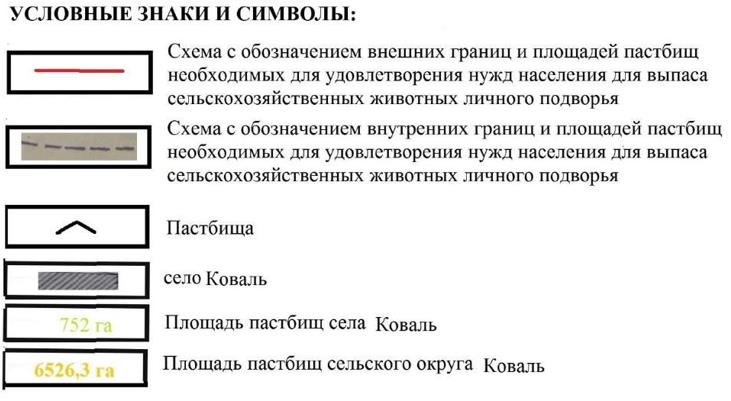 УСЛОВНЫЕ ЗНАКИ И СИМВОЛЫ:
Схема с обозначением внешних границ и площадей пастбищ
необходимых для удовлетворения нужд населения для выпаса
сельскохозяйственных животных личного подворья
Схема с обозначением внутренних границ и площадей пастбищ
необходимых для удовлетворения нужд населения для выпаса
сельскохозяйственных животных личного подворья
Пастбища
село Коваль
752 га Площадь пастбищ села Коваль
6526,3 га Площадь пастбищ сельского округа Коваль